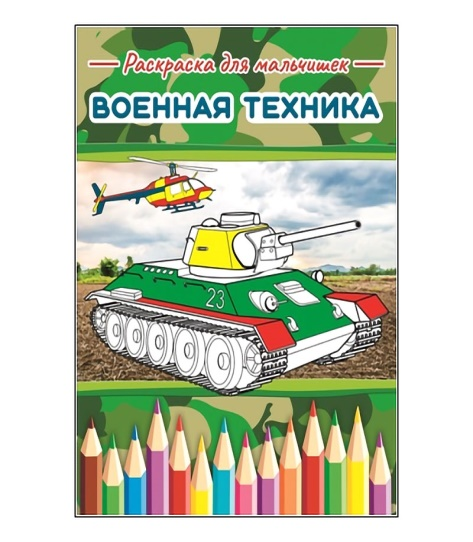 Раскраска для мальчишек
ВОЕННАЯ ТЕХНИКА
23